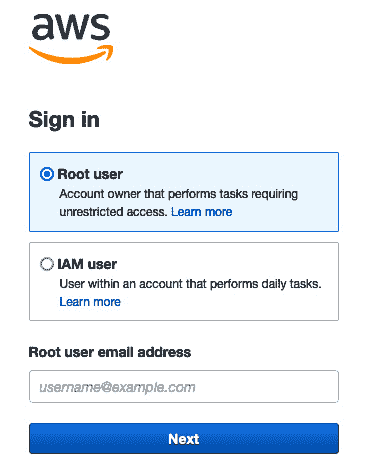 aws
Sign in
Root user
Account owner that performs tasks requiring
unrestricted access. Learn more
IAM user
User within an account that performs daily tasks.
Learn more
Root user email address
username@example.com
Next